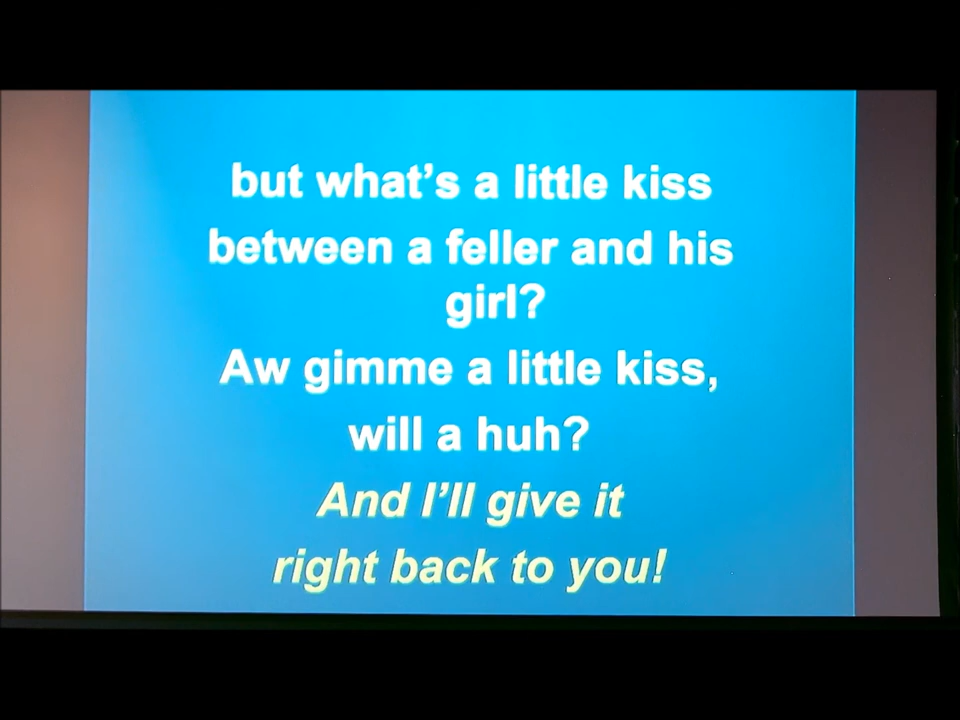 but what's a little kiss
between a feller and his
girl?
Aw gimme a little kiss,
will a huh?
And I'll give it
right back to you!